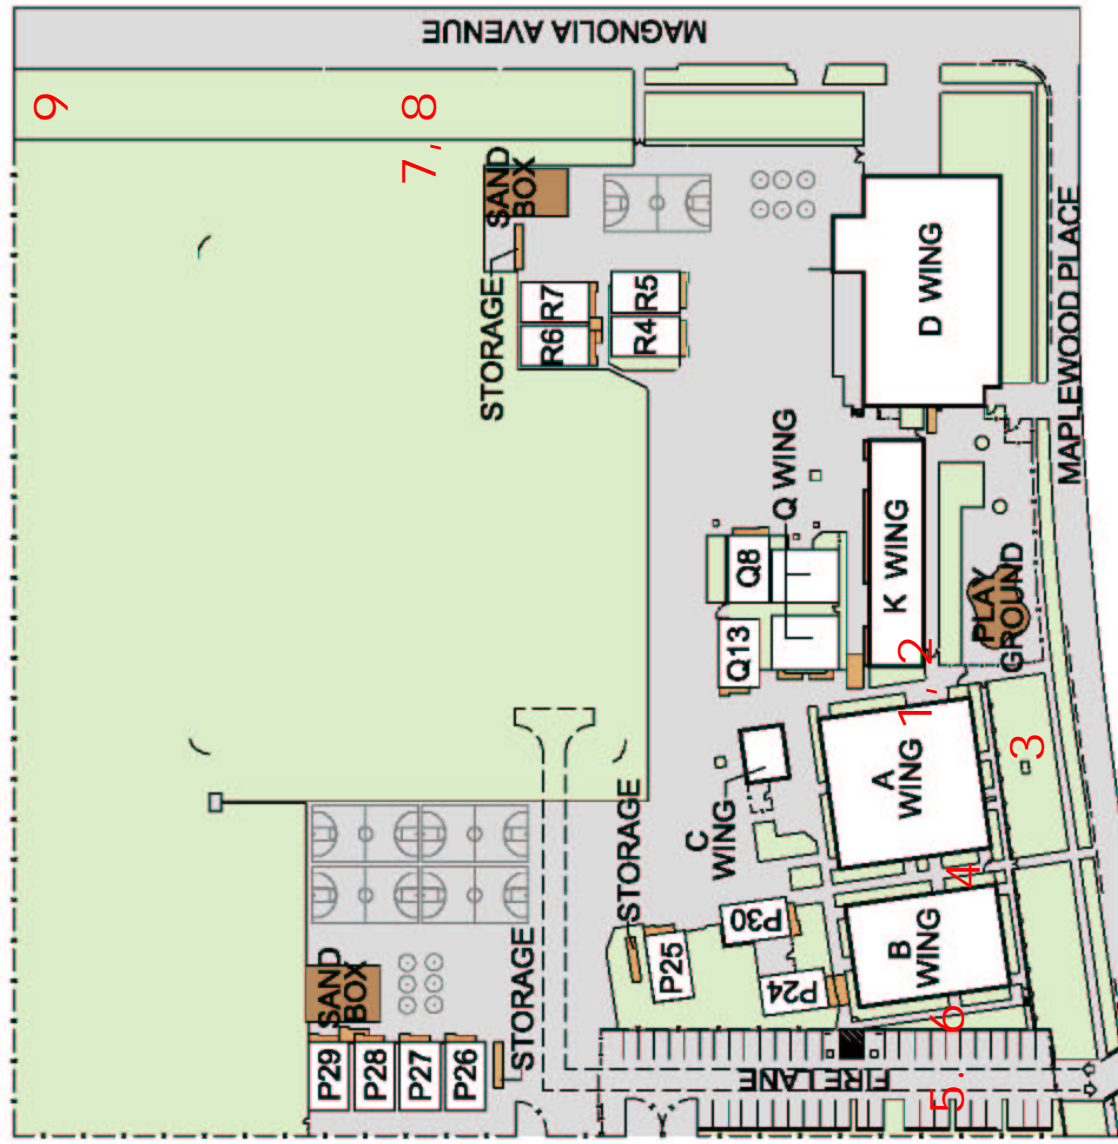 MAGNOLIA AVENUE
9
7, 8
SAND
BOX
MAPLEWOOD PLACE
D WING
STORAGE
R7
R5
R6
R4
Q WING
K WING
Q8
PLAY
GROUND
Q13
1, 2
3
A
WING
C
WING
STORAGE
4
P30
B
WING
P25
P24
SAND
BOX
STORAGE
P29
P28
P27
P26
FIRE LANE
5. 6